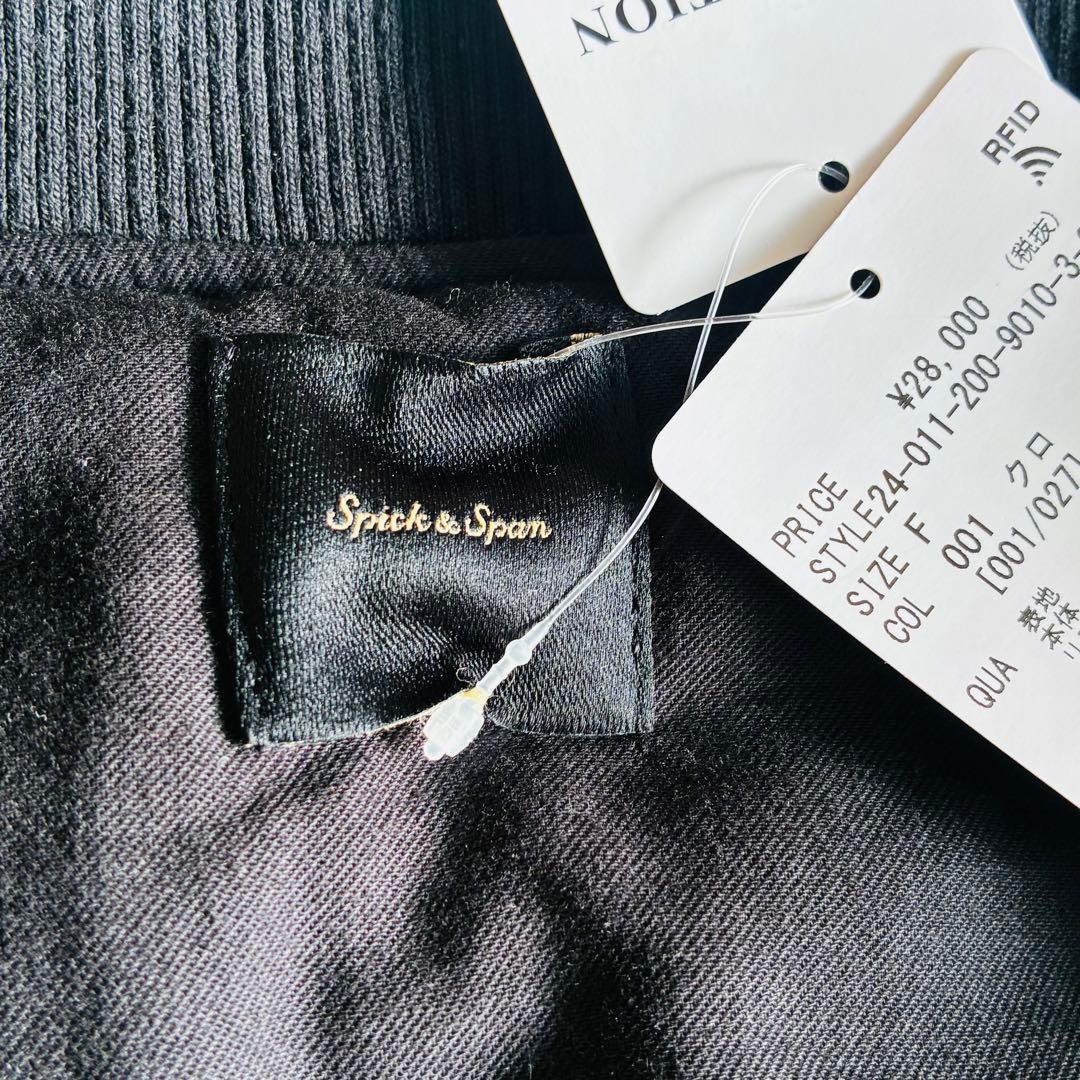 TION
RFID
Spick & Span
PRICE ¥28,000 (税抜)
STYLE24-011-200-9010-3-
SIZE F
COL 001 クロ
[001/027]
QUA 表地
本体